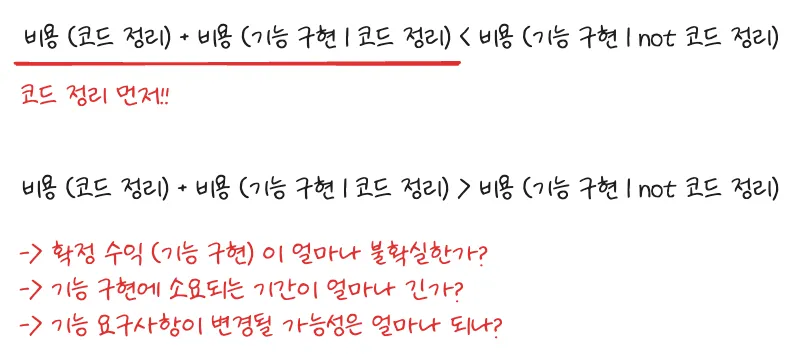 비용 (코드 정리) + 비용 (기능 구현 | 코드 정리) < 비용 (기능 구현 | not 코드 정리)
코드 정리 먼저!!
비용 (코드 정리) + 비용 (기능 구현 | 코드 정리) > 비용 (기능 구현 | not 코드 정리)
-> 확정 수익 (기능 구현) 이 얼마나 불확실한가?
-> 기능 구현에 소요되는 기간이 얼마나 긴가?
-> 기능 요구사항이 변경될 가능성은 얼마나 되나?